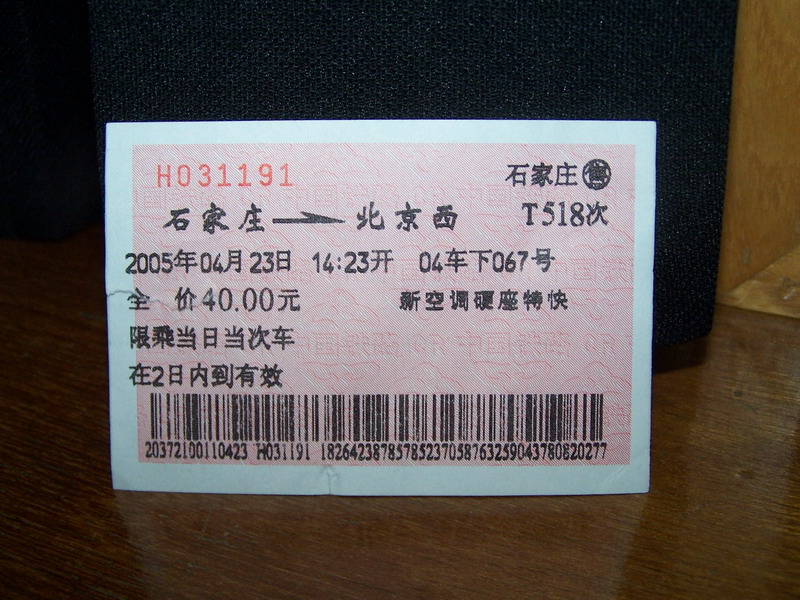 H031191 石家庄 售
石家庄 北京西 T518次
2005年04月23日 14:23开 04车下067号
全 价40.00元 新空调硬座特快
限乘当日当次车
在2日内到有效
20372100110423 H031191 18264238785785237058763259043780820277